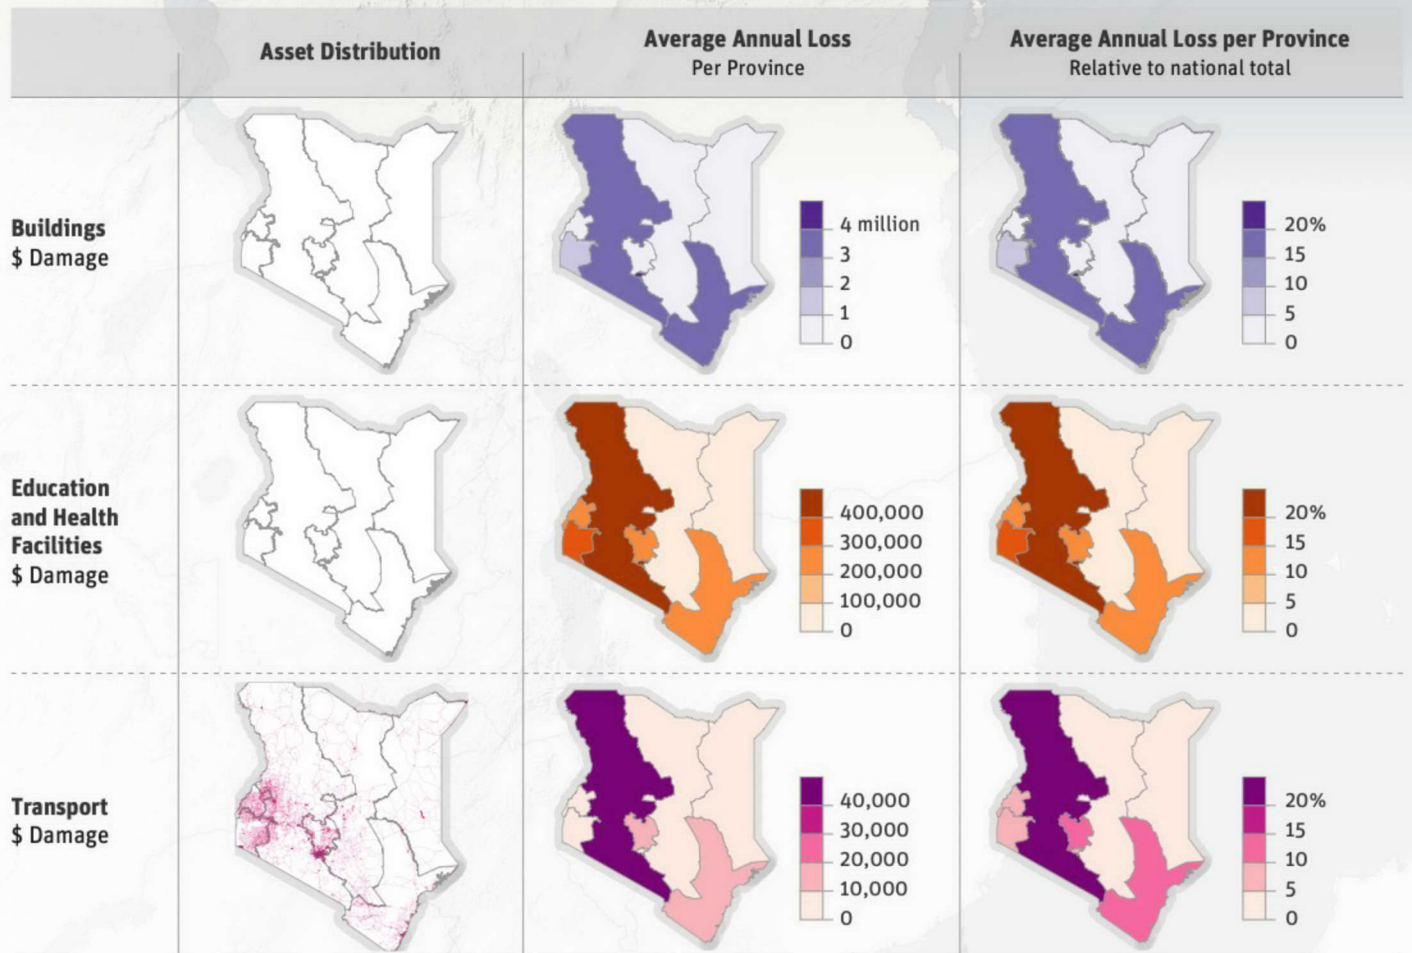 Asset Distribution
Average Annual Loss
Per Province
Average Annual Loss per Province
Relative to national total
Buildings
$ Damage
4 million
3
2
1
0
20%
15
10
5
0
Education
and Health
Facilities
$ Damage
400,000
300,000
200,000
100,000
0
20%
15
10
5
0
Transport
$ Damage
40,000
30,000
20,000
10,000
0
20%
15
10
5
0